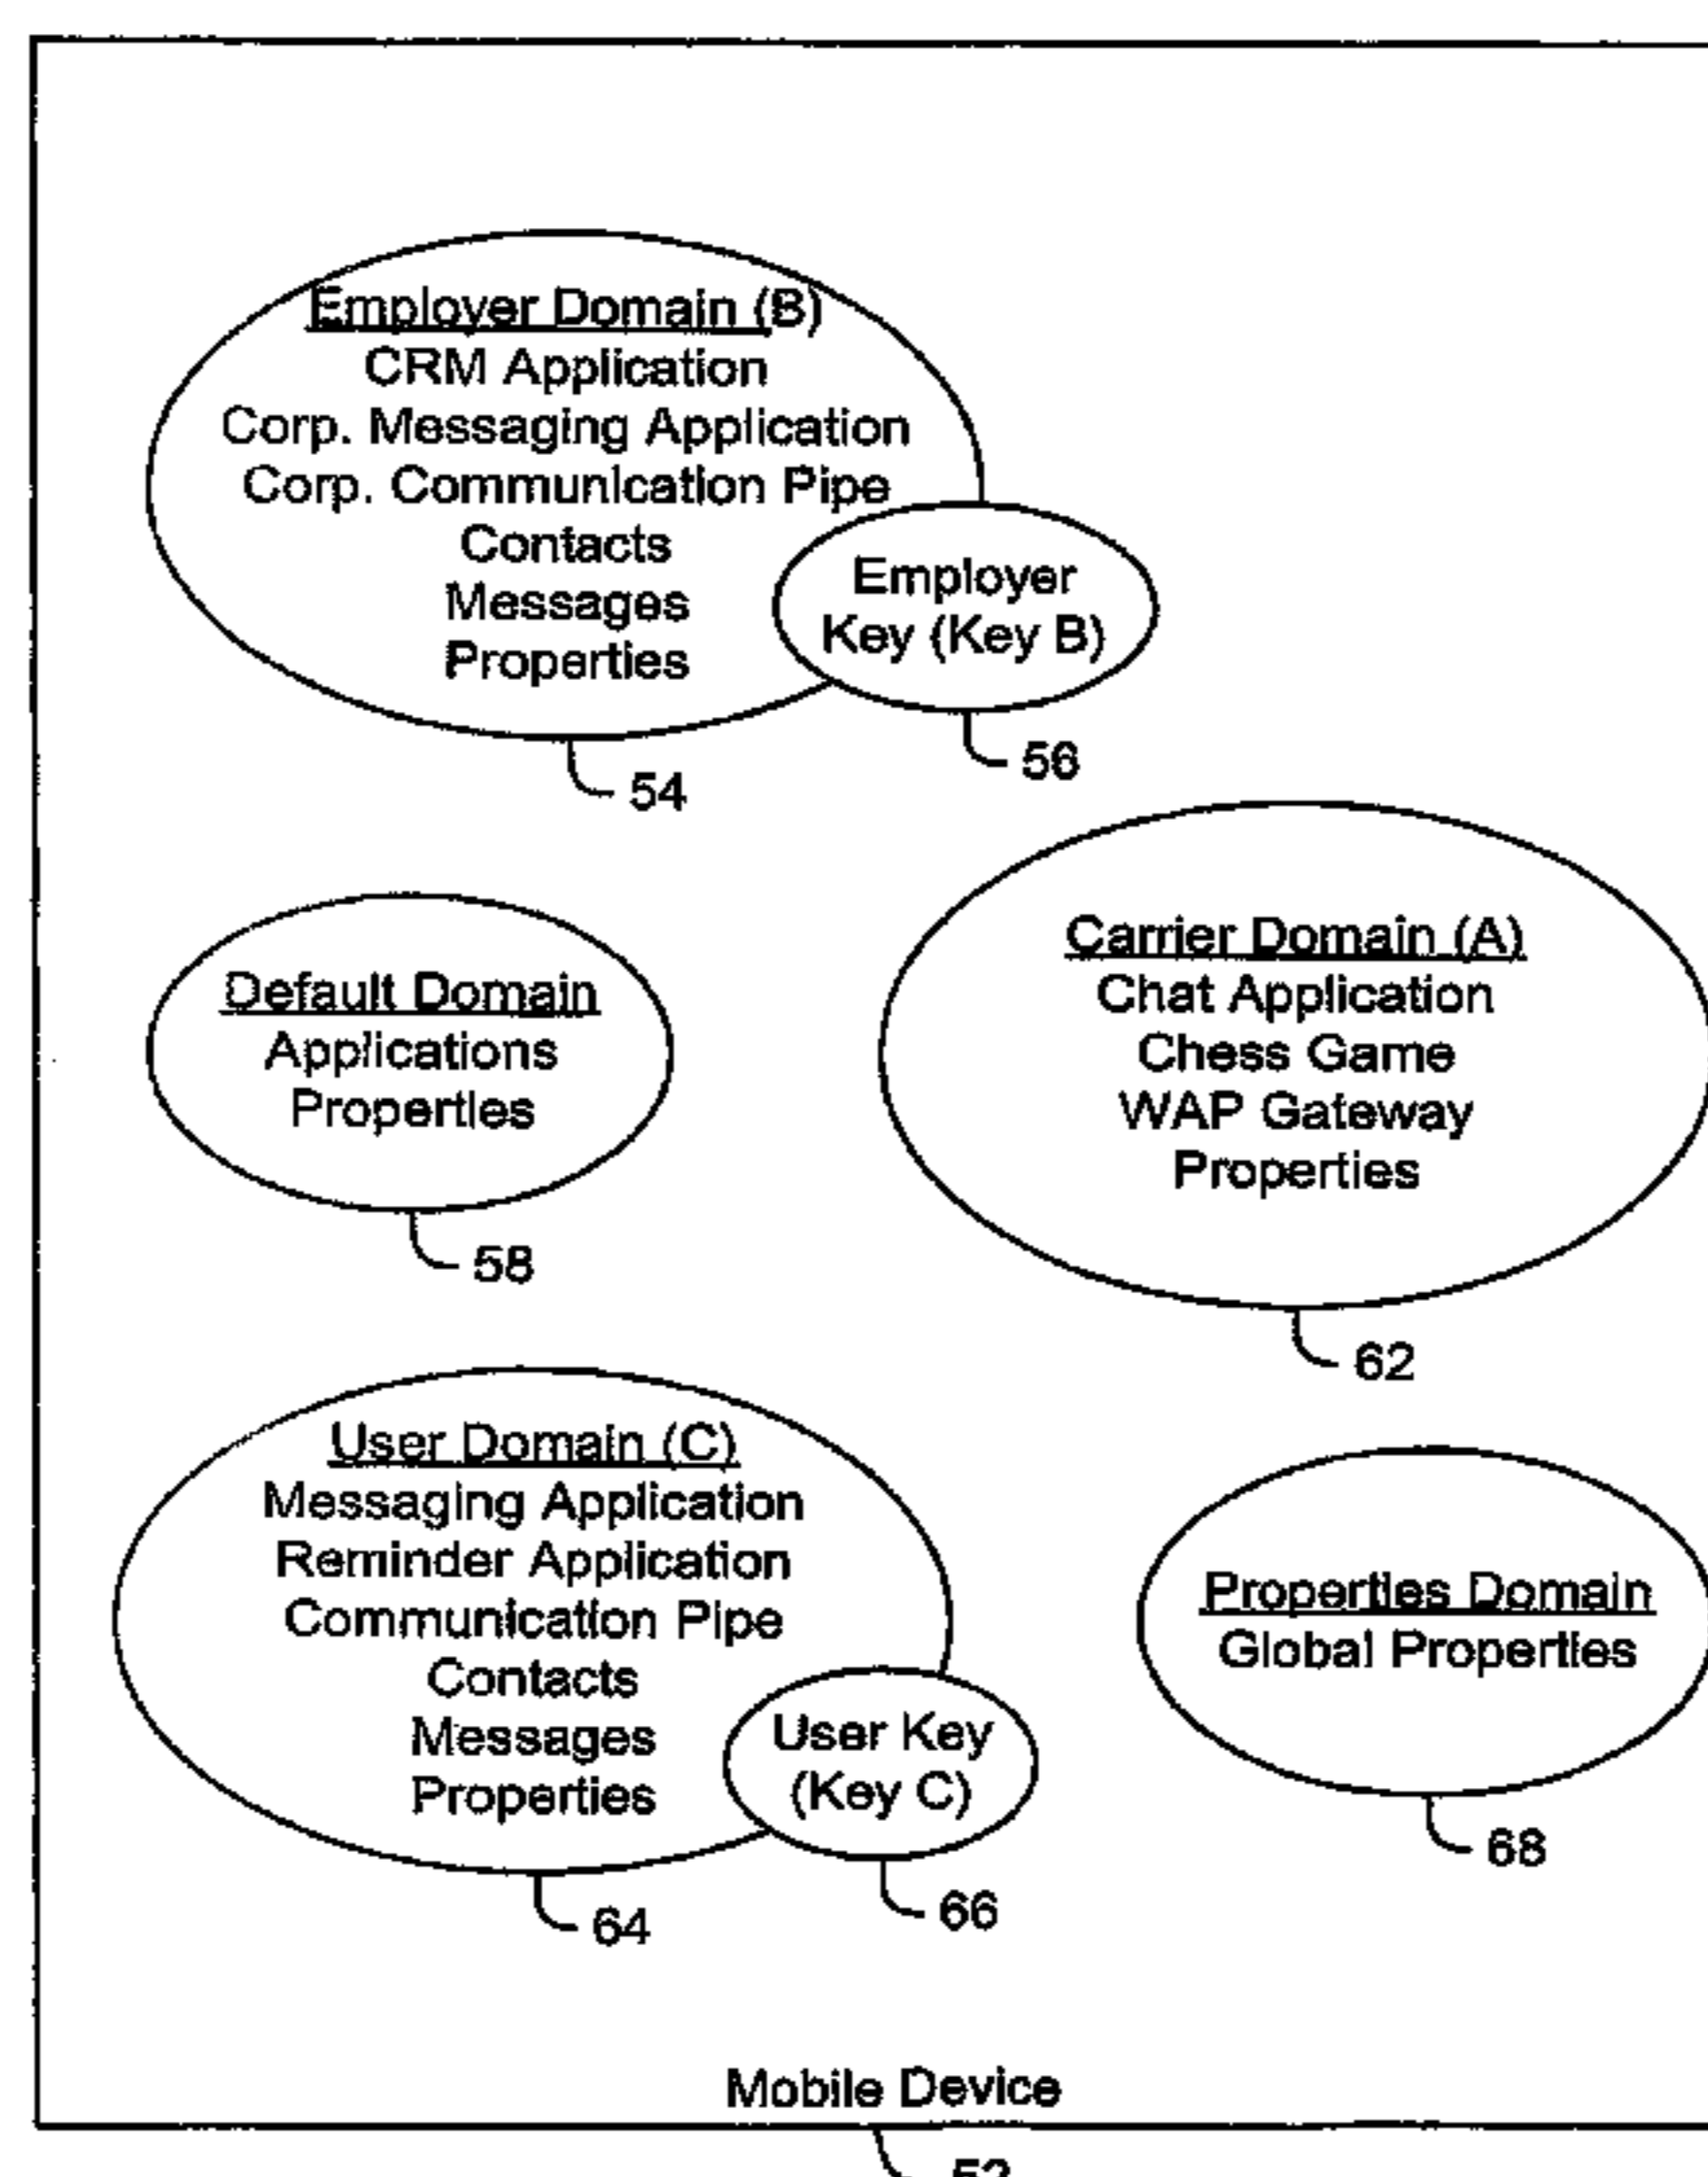 Employer Domain (B)
CRM Application
Corp. Messaging Application
Corp. Communication Pipe
Contacts
Messages
Properties
Employer
Key (Key B)
56
54
Default Domain
Applications
Properties
58
Carrier Domain (A)
Chat Application
Chess Game
WAP Gateway
Properties
62
User Domain (C)
Messaging Application
Reminder Application
Communication Pipe
Contacts
Messages
Properties
User Key
(Key C)
66
64
Properties Domain
Global Properties
68
Mobile Device